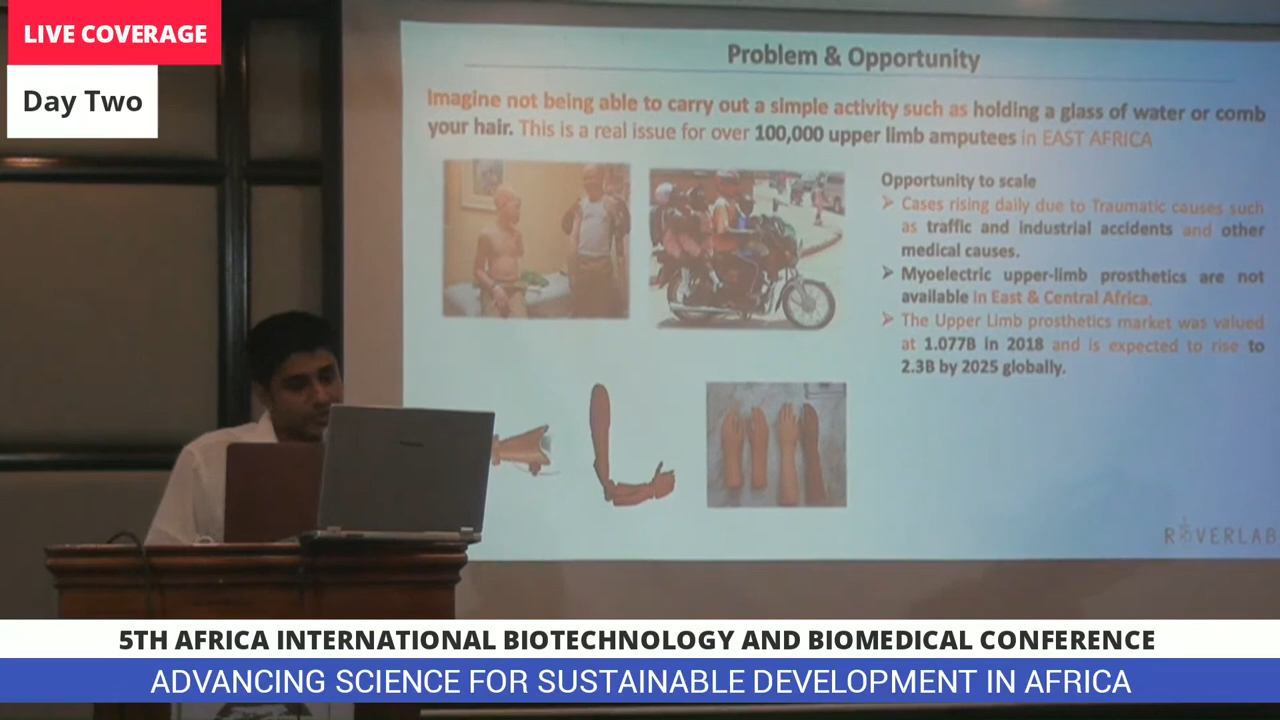 LIVE COVERAGE
Day Two
Problem & Opportunity
Imagine not being able to carry out a simple activity such as holding a glass of water or comb
your hair. This is a real issue for over 100,000 upper limb amputees in EAST AFRICA
Opportunity to scale
➢ Cases rising daily due to Traumatic causes such
as traffic and industrial accidents and other
medical causes.
➢ Myoelectric upper-limb prosthetics are not
available in East & Central Africa.
➢ The Upper Limb prosthetics market was valued
at 1.077B in 2018 and is expected to rise to
2.3B by 2025 globally.
ROVERLAB
5TH AFRICA INTERNATIONAL BIOTECHNOLOGY AND BIOMEDICAL CONFERENCE
ADVANCING SCIENCE FOR SUSTAINABLE DEVELOPMENT IN AFRICA